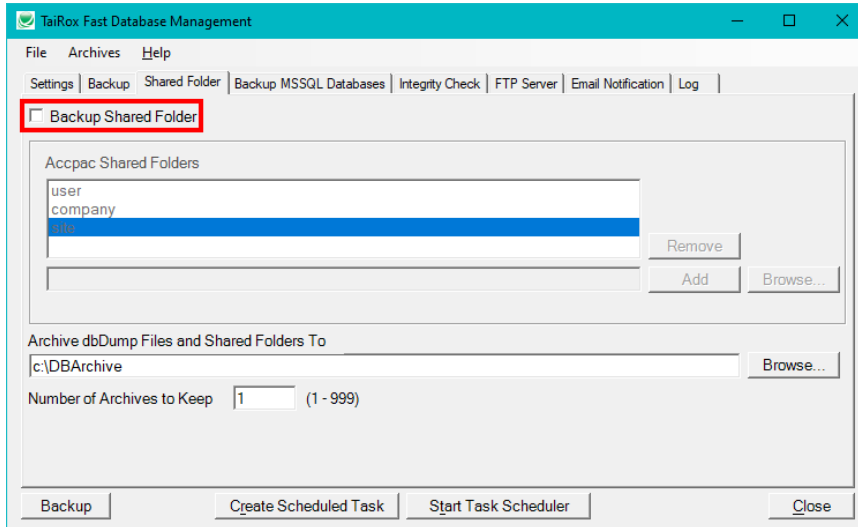 TaiRox Fast Database Management
File Archives Help
Settings Backup Shared Folder Backup MSSQL Databases Integrity Check FTP Server Email Notification Log
Backup Shared Folder
Accpac Shared Folders
user
company
site
Remove
Add Browse...
Archive dbDump Files and Shared Folders To
c:\DBArchive Browse...
Number of Archives to Keep 1 (1 - 999)
Backup Create Scheduled Task Start Task Scheduler Close